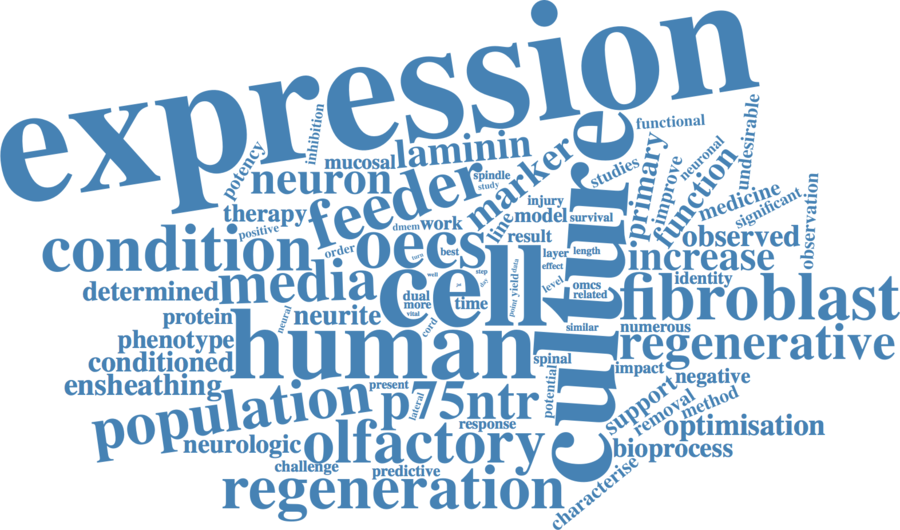 expression
functional
inhibition
undesirable
mucosal
laminin
potency
neuron
feeder
spindle
study
marker
culture
studies
primary
improve
neuronal
function
medicine
significant
observation
therapy
positive
dmem
work
line
injury
model
survival
condition
order
oecs
turn
best
result
layer
length
observed
increase
effect
identity
determined
media
cell
well
step
day
data
yield
point
level
omcs
related
fibroblast
dual
more
vital
time
protein
neural
neurite
cord
similar
numerous
phenotype
human
regenerative
conditioned
spinal
impact
negative
ensheathing
present
potential
support
population
lateral
p75ntr
removal
method
response
optimisation
neurologic
olfactory
bioprocess
challenge
predictive
characterise
regeneration